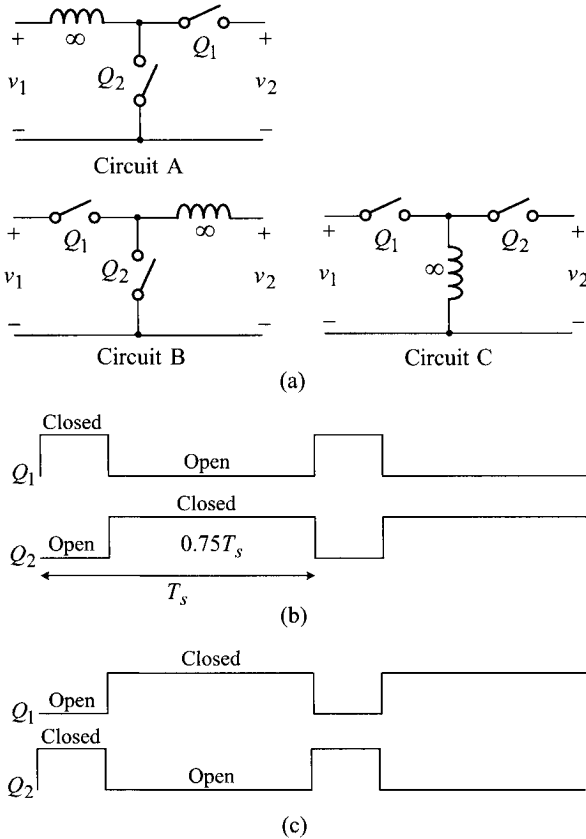 ∞
Q₁
Q₂
+
v₁
−
+
v₂
−
Circuit A
+
v₁
−
Q₁
Q₂
∞
+
v₂
−
Circuit B
+
v₁
−
Q₁
∞
Q₂
+
v₂
−
Circuit C
(a)
Closed
Q₁
Open
Closed
Q₂
Open
0.75Tₛ
Tₛ
(b)
Closed
Q₁
Open
Closed
Q₂
Open
(c)